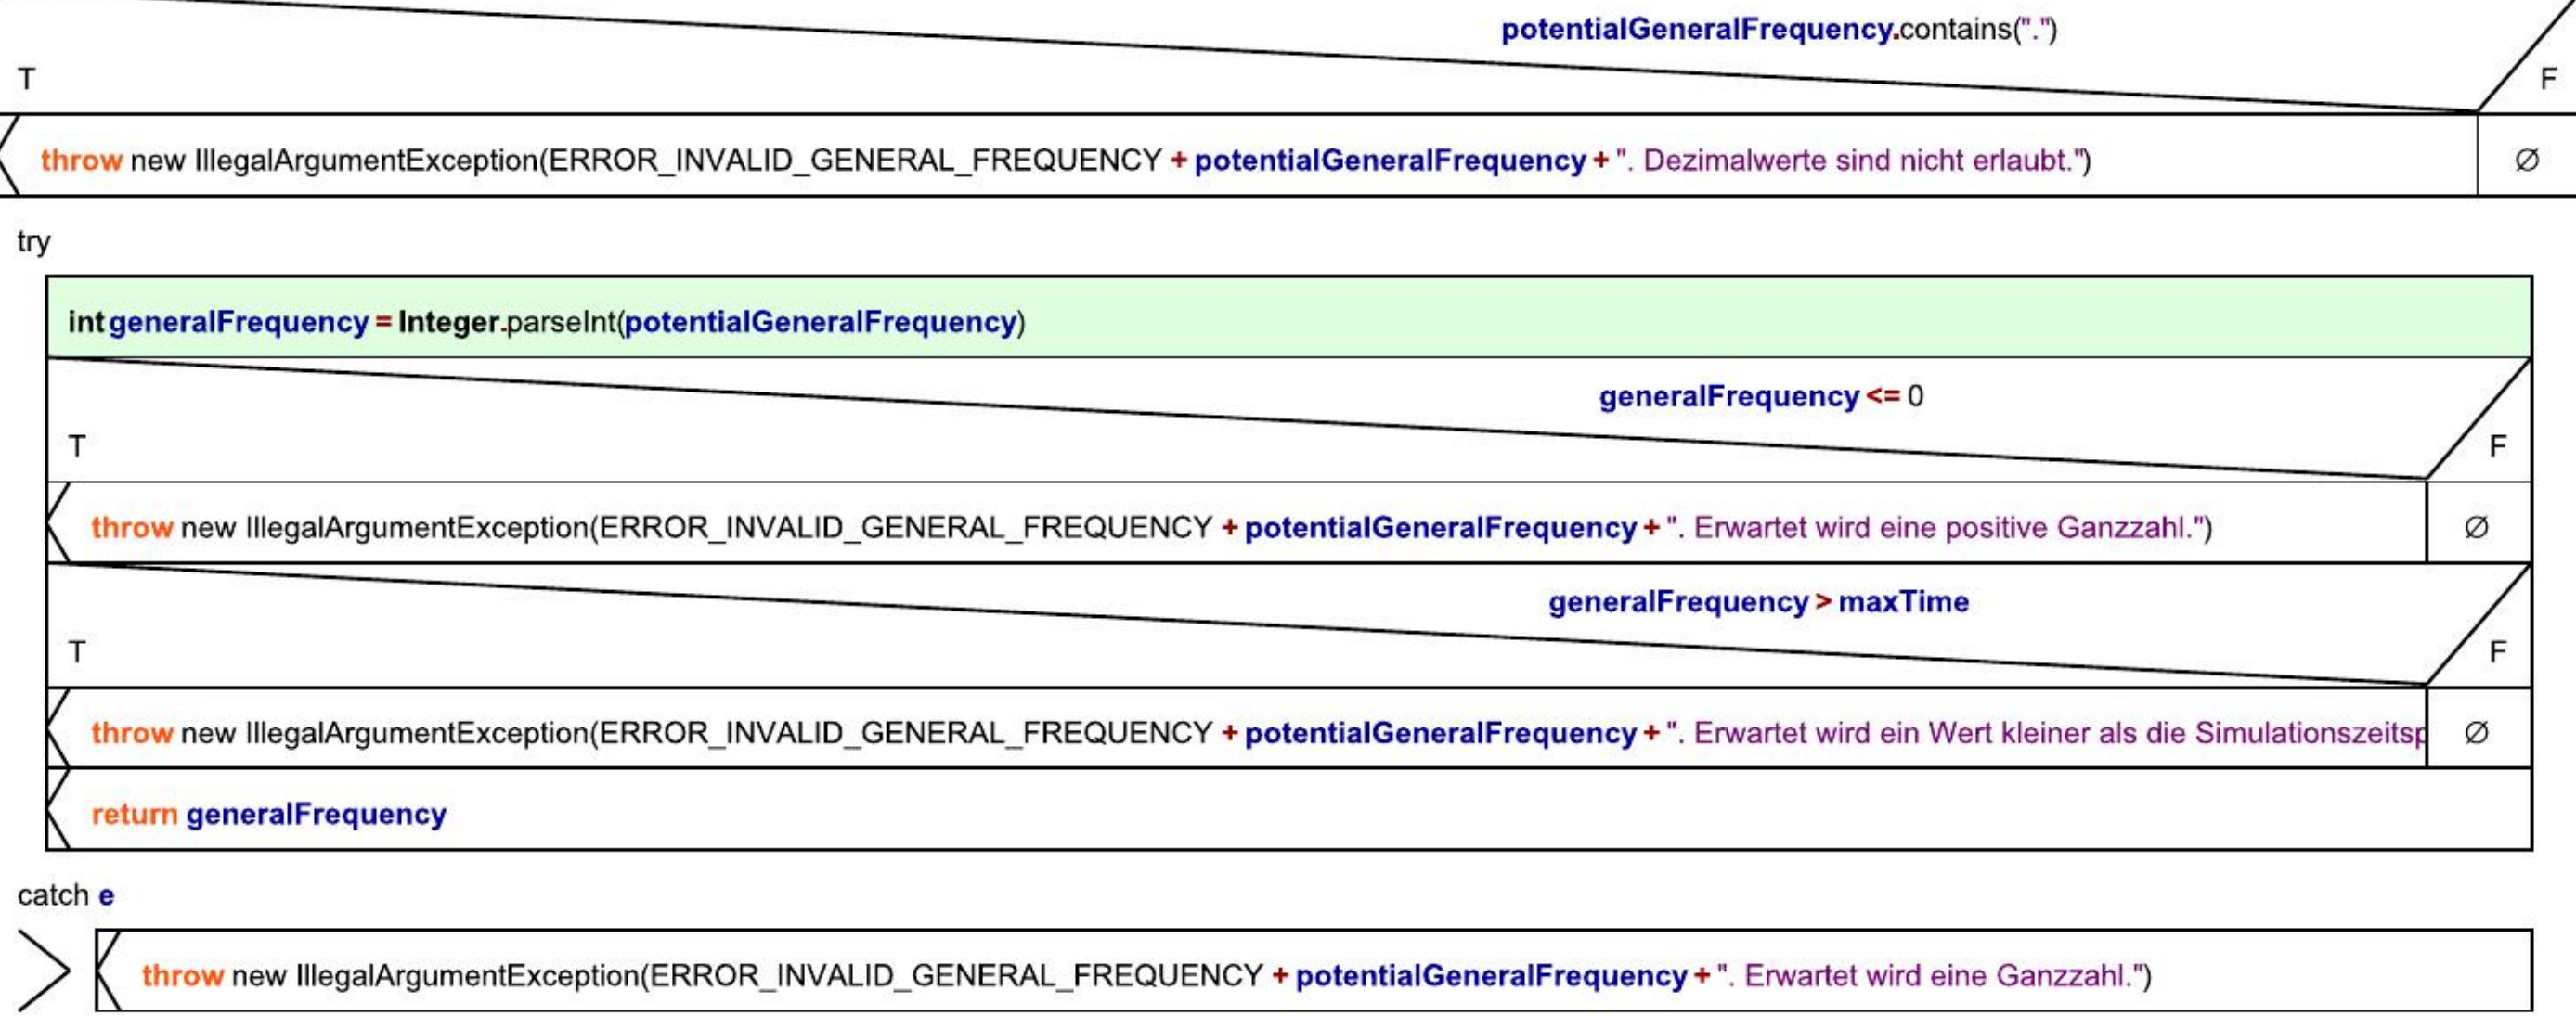 potentialGeneralFrequency.contains(".")
T F
throw new IllegalArgumentException(ERROR_INVALID_GENERAL_FREQUENCY + potentialGeneralFrequency + ". Dezimalwerte sind nicht erlaubt.") ∅
try
int generalFrequency = Integer.parseInt(potentialGeneralFrequency)
generalFrequency <= 0
T F
throw new IllegalArgumentException(ERROR_INVALID_GENERAL_FREQUENCY + potentialGeneralFrequency + ". Erwartet wird eine positive Ganzzahl.") ∅
generalFrequency > maxTime
T F
throw new IllegalArgumentException(ERROR_INVALID_GENERAL_FREQUENCY + potentialGeneralFrequency + ". Erwartet wird ein Wert kleiner als die Simulationszeitsp ∅
return generalFrequency
catch e
throw new IllegalArgumentException(ERROR_INVALID_GENERAL_FREQUENCY + potentialGeneralFrequency + ". Erwartet wird eine Ganzzahl.")